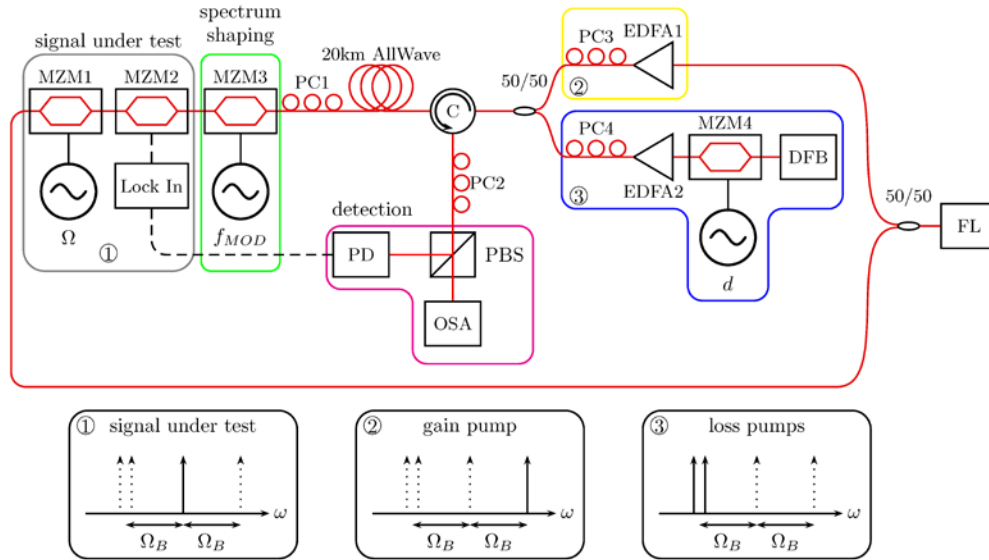 spectrum
shaping
signal under test
20km AllWave
EDFA1
PC3
MZM1
MZM2
MZM3
PC1
50/50
②
C
PC4
MZM4
DFB
Lock In
PC2
EDFA2
③
50/50
detection
Ω
f_MOD
①
PD
PBS
FL
d
OSA
① signal under test
② gain pump
③ loss pumps
ω
ω
ω
Ω_B Ω_B
Ω_B Ω_B
Ω_B Ω_B